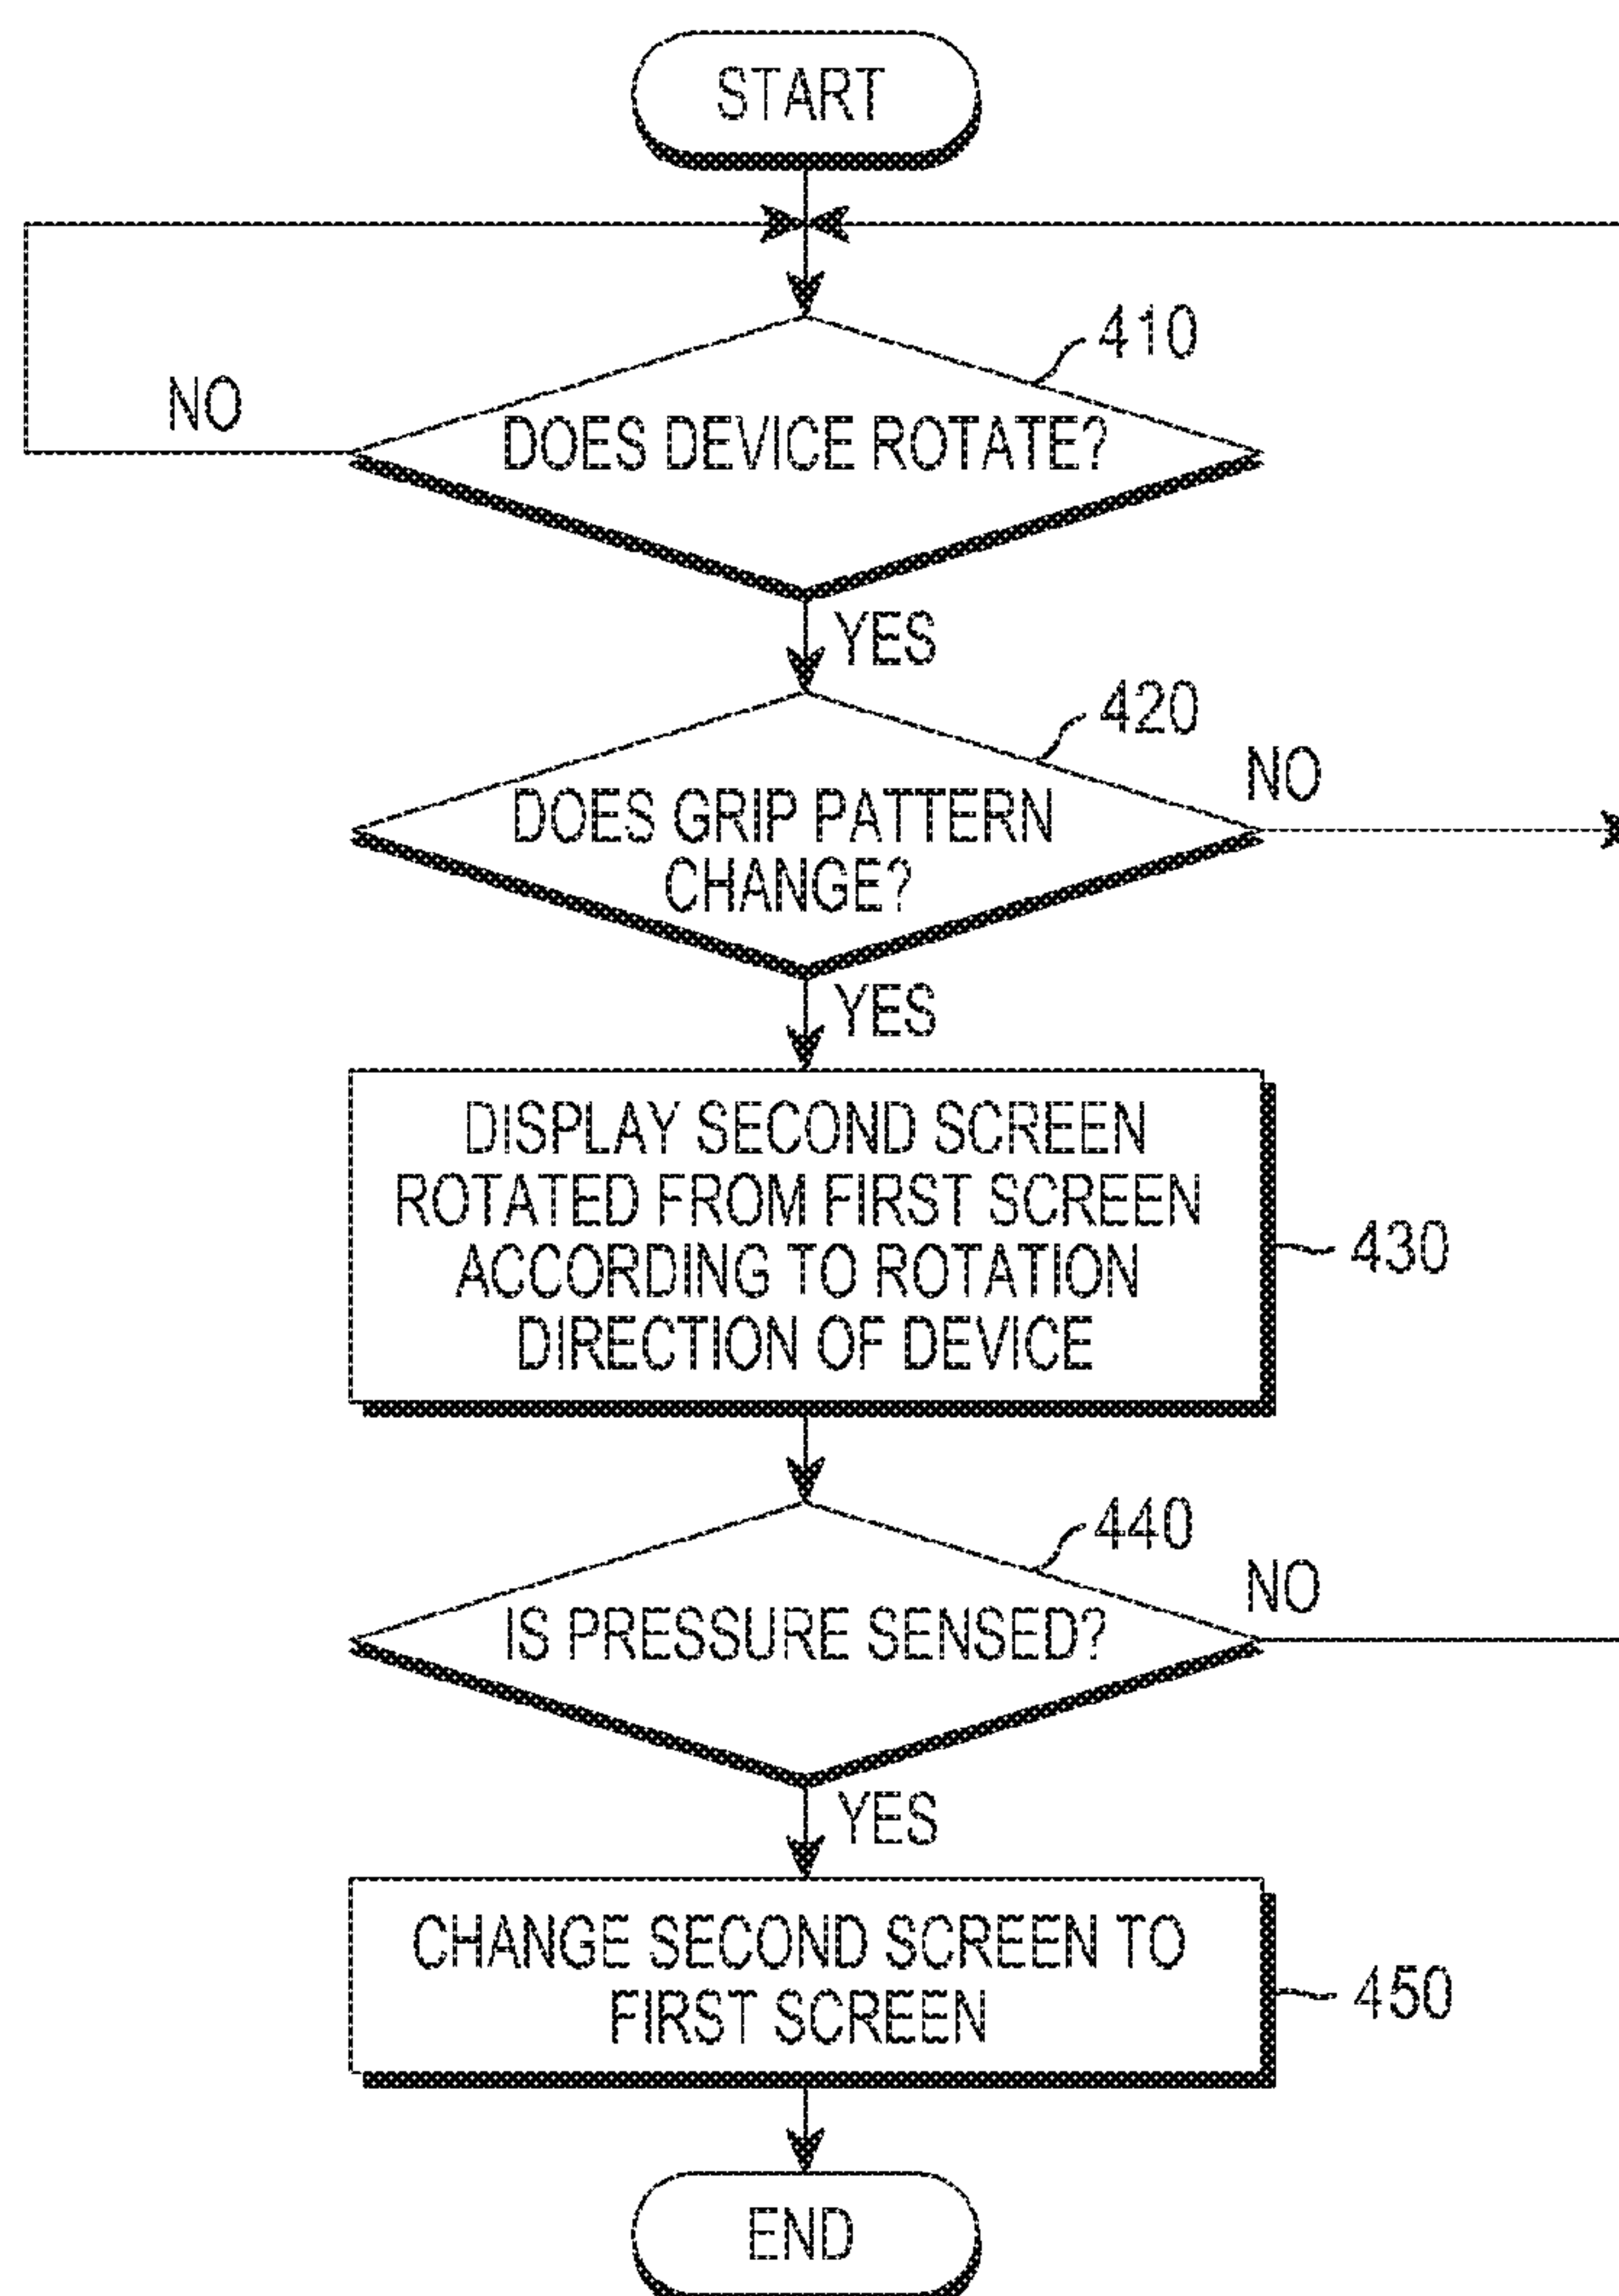 START
410
NO
DOES DEVICE ROTATE?
YES
420
NO
DOES GRIP PATTERN
CHANGE?
YES
DISPLAY SECOND SCREEN
ROTATED FROM FIRST SCREEN
ACCORDING TO ROTATION
DIRECTION OF DEVICE
430
440
NO
IS PRESSURE SENSED?
YES
CHANGE SECOND SCREEN TO
FIRST SCREEN
450
END